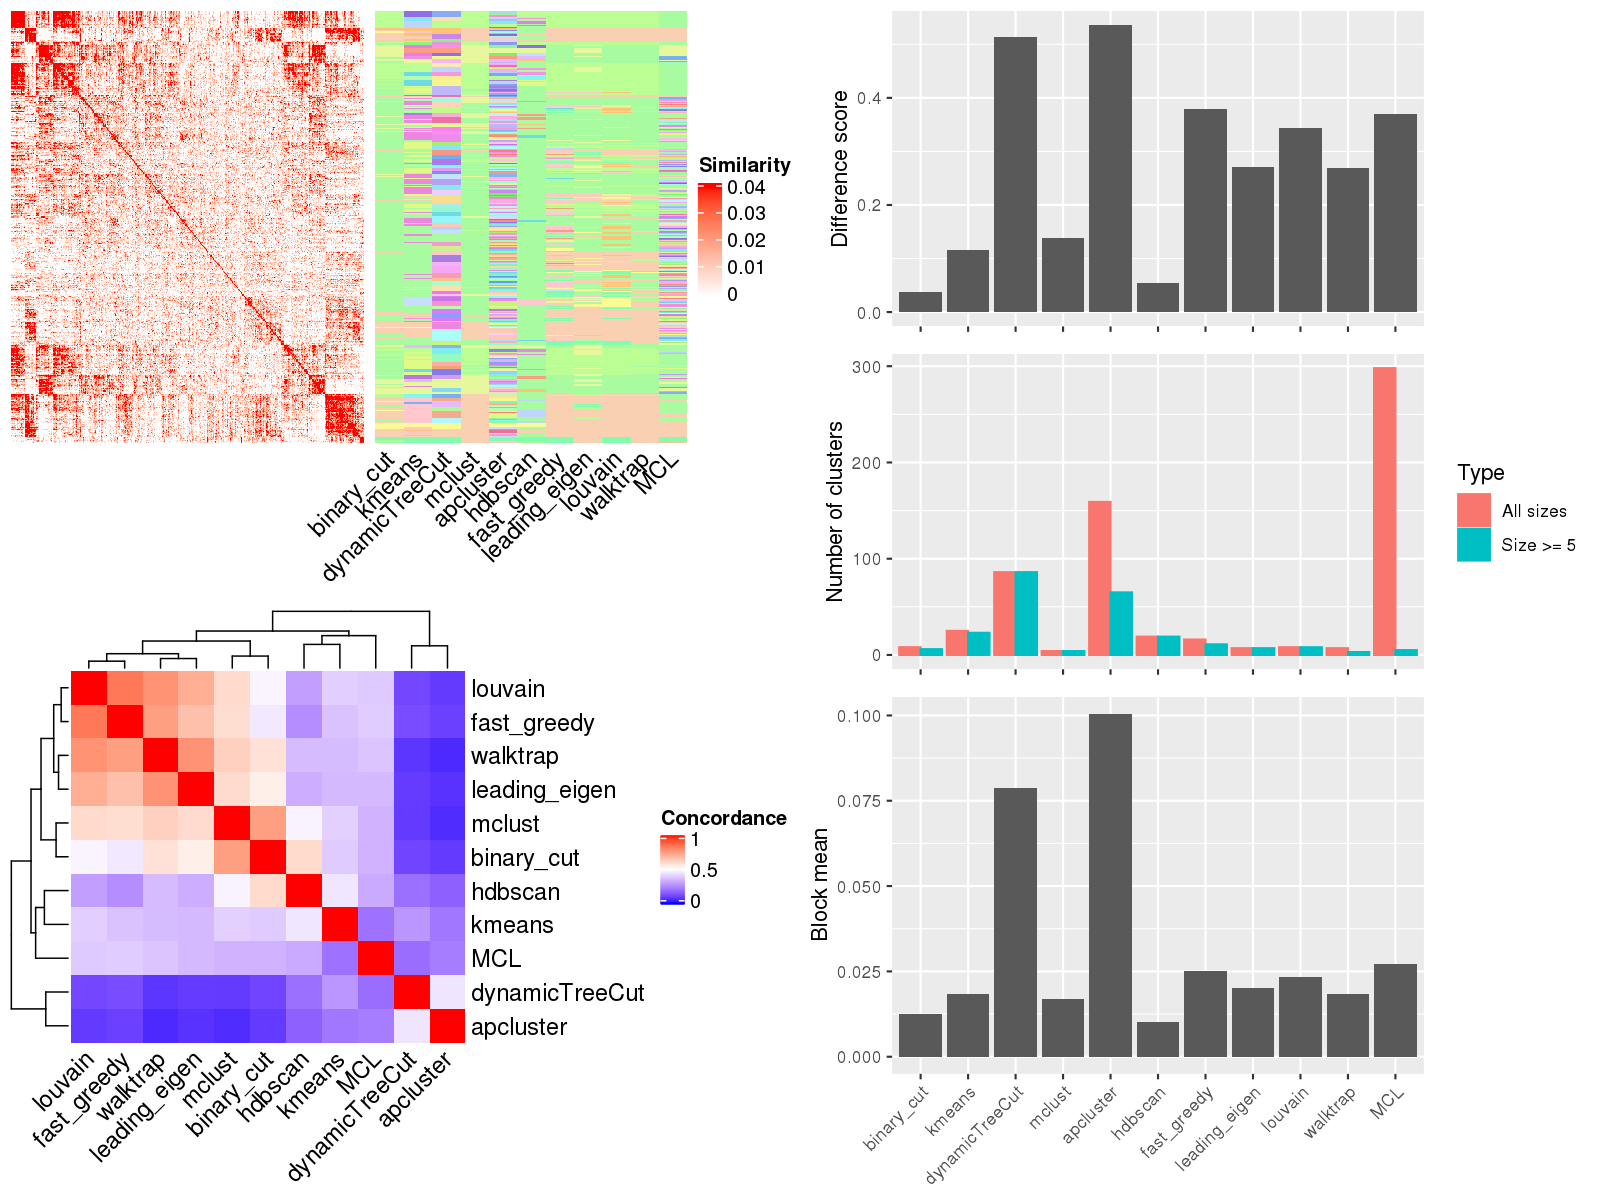 Similarity
0.04
0.03
0.02
0.01
0
binary_cut
kmeans
dynamicTreeCut
mclust
apcluster
hdbscan
fast_greedy
leading_eigen
louvain
walktrap
MCL
louvain
fast_greedy
walktrap
leading_eigen
mclust
binary_cut
hdbscan
kmeans
MCL
dynamicTreeCut
apcluster
louvain
fast_greedy
walktrap
leading_eigen
mclust
binary_cut
hdbscan
kmeans
MCL
dynamicTreeCut
apcluster
Concordance
1
0.5
0
Difference score
0.4
0.2
0.0
Number of clusters
300
200
100
0
Type
All sizes
Size >= 5
Block mean
0.100
0.075
0.050
0.025
0.000
binary_cut
kmeans
dynamicTreeCut
mclust
apcluster
hdbscan
fast_greedy
leading_eigen
louvain
walktrap
MCL